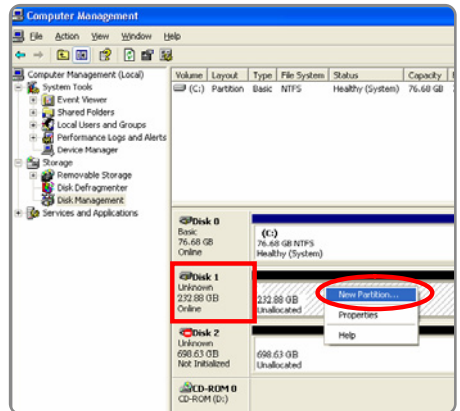 Computer Management
File Action View Window Help
Computer Management (Local)
System Tools
Event Viewer
Shared Folders
Local Users and Groups
Performance Logs and Alerts
Device Manager
Storage
Removable Storage
Disk Defragmenter
Disk Management
Services and Applications
Volume Layout Type File System Status Capacity
(C:) Partition Basic NTFS Healthy (System) 76.68 GB
Disk 0
Basic
76.68 GB
Online
(C:)
76.68 GB NTFS
Healthy (System)
Disk 1
Unknown
232.88 GB
Online
232.88 GB
Unallocated
New Partition...
Properties
Help
Disk 2
Unknown
698.63 GB
Not Initialized
698.63 GB
Unallocated
CD-ROM 0
CD-ROM (D:)